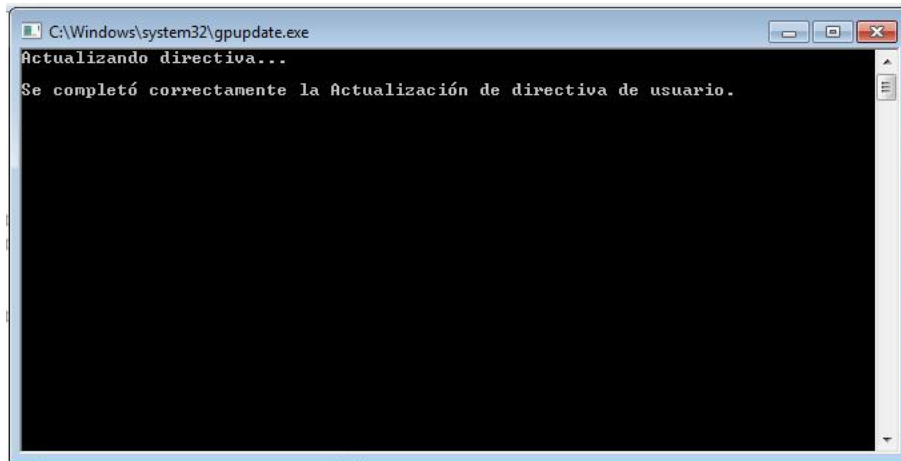 C:\Windows\system32\gpupdate.exe
Actualizando directiva...
Se completó correctamente la Actualización de directiva de usuario.